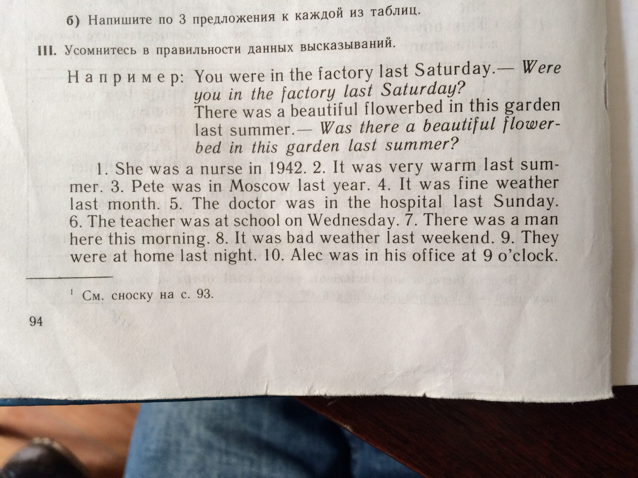 б) Напишите по 3 предложения к каждой из таблиц.
III. Усомнитесь в правильности данных высказываний.
Например: You were in the factory last Saturday.— Were
you in the factory last Saturday?
There was a beautiful flowerbed in this garden
last summer.— Was there a beautiful flower-
bed in this garden last summer?
1. She was a nurse in 1942. 2. It was very warm last sum-
mer. 3. Pete was in Moscow last year. 4. It was fine weather
last month. 5. The doctor was in the hospital last Sunday.
6. The teacher was at school on Wednesday. 7. There was a man
here this morning. 8. It was bad weather last weekend. 9. They
were at home last night. 10. Alec was in his office at 9 o'clock.
¹ См. сноску на с. 93.
94